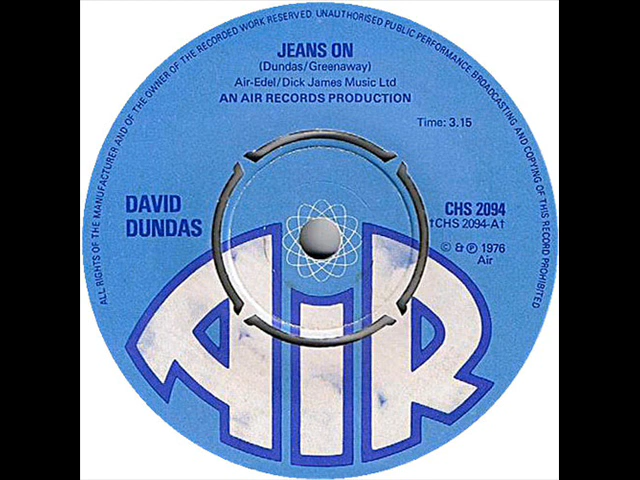 ALL RIGHTS OF THE MANUFACTURER AND OF THE OWNER OF THE RECORDED WORK RESERVED. UNAUTHORISED PUBLIC PERFORMANCE BROADCASTING AND COPYING OF THIS RECORD PROHIBITED
JEANS ON
(Dundas/Greenaway)
Air-Edel/Dick James Music Ltd
AN AIR RECORDS PRODUCTION
Time: 3.15
DAVID
DUNDAS
CHS 2094
†CHS 2094-A†
© & ℗ 1976
Air
AIR